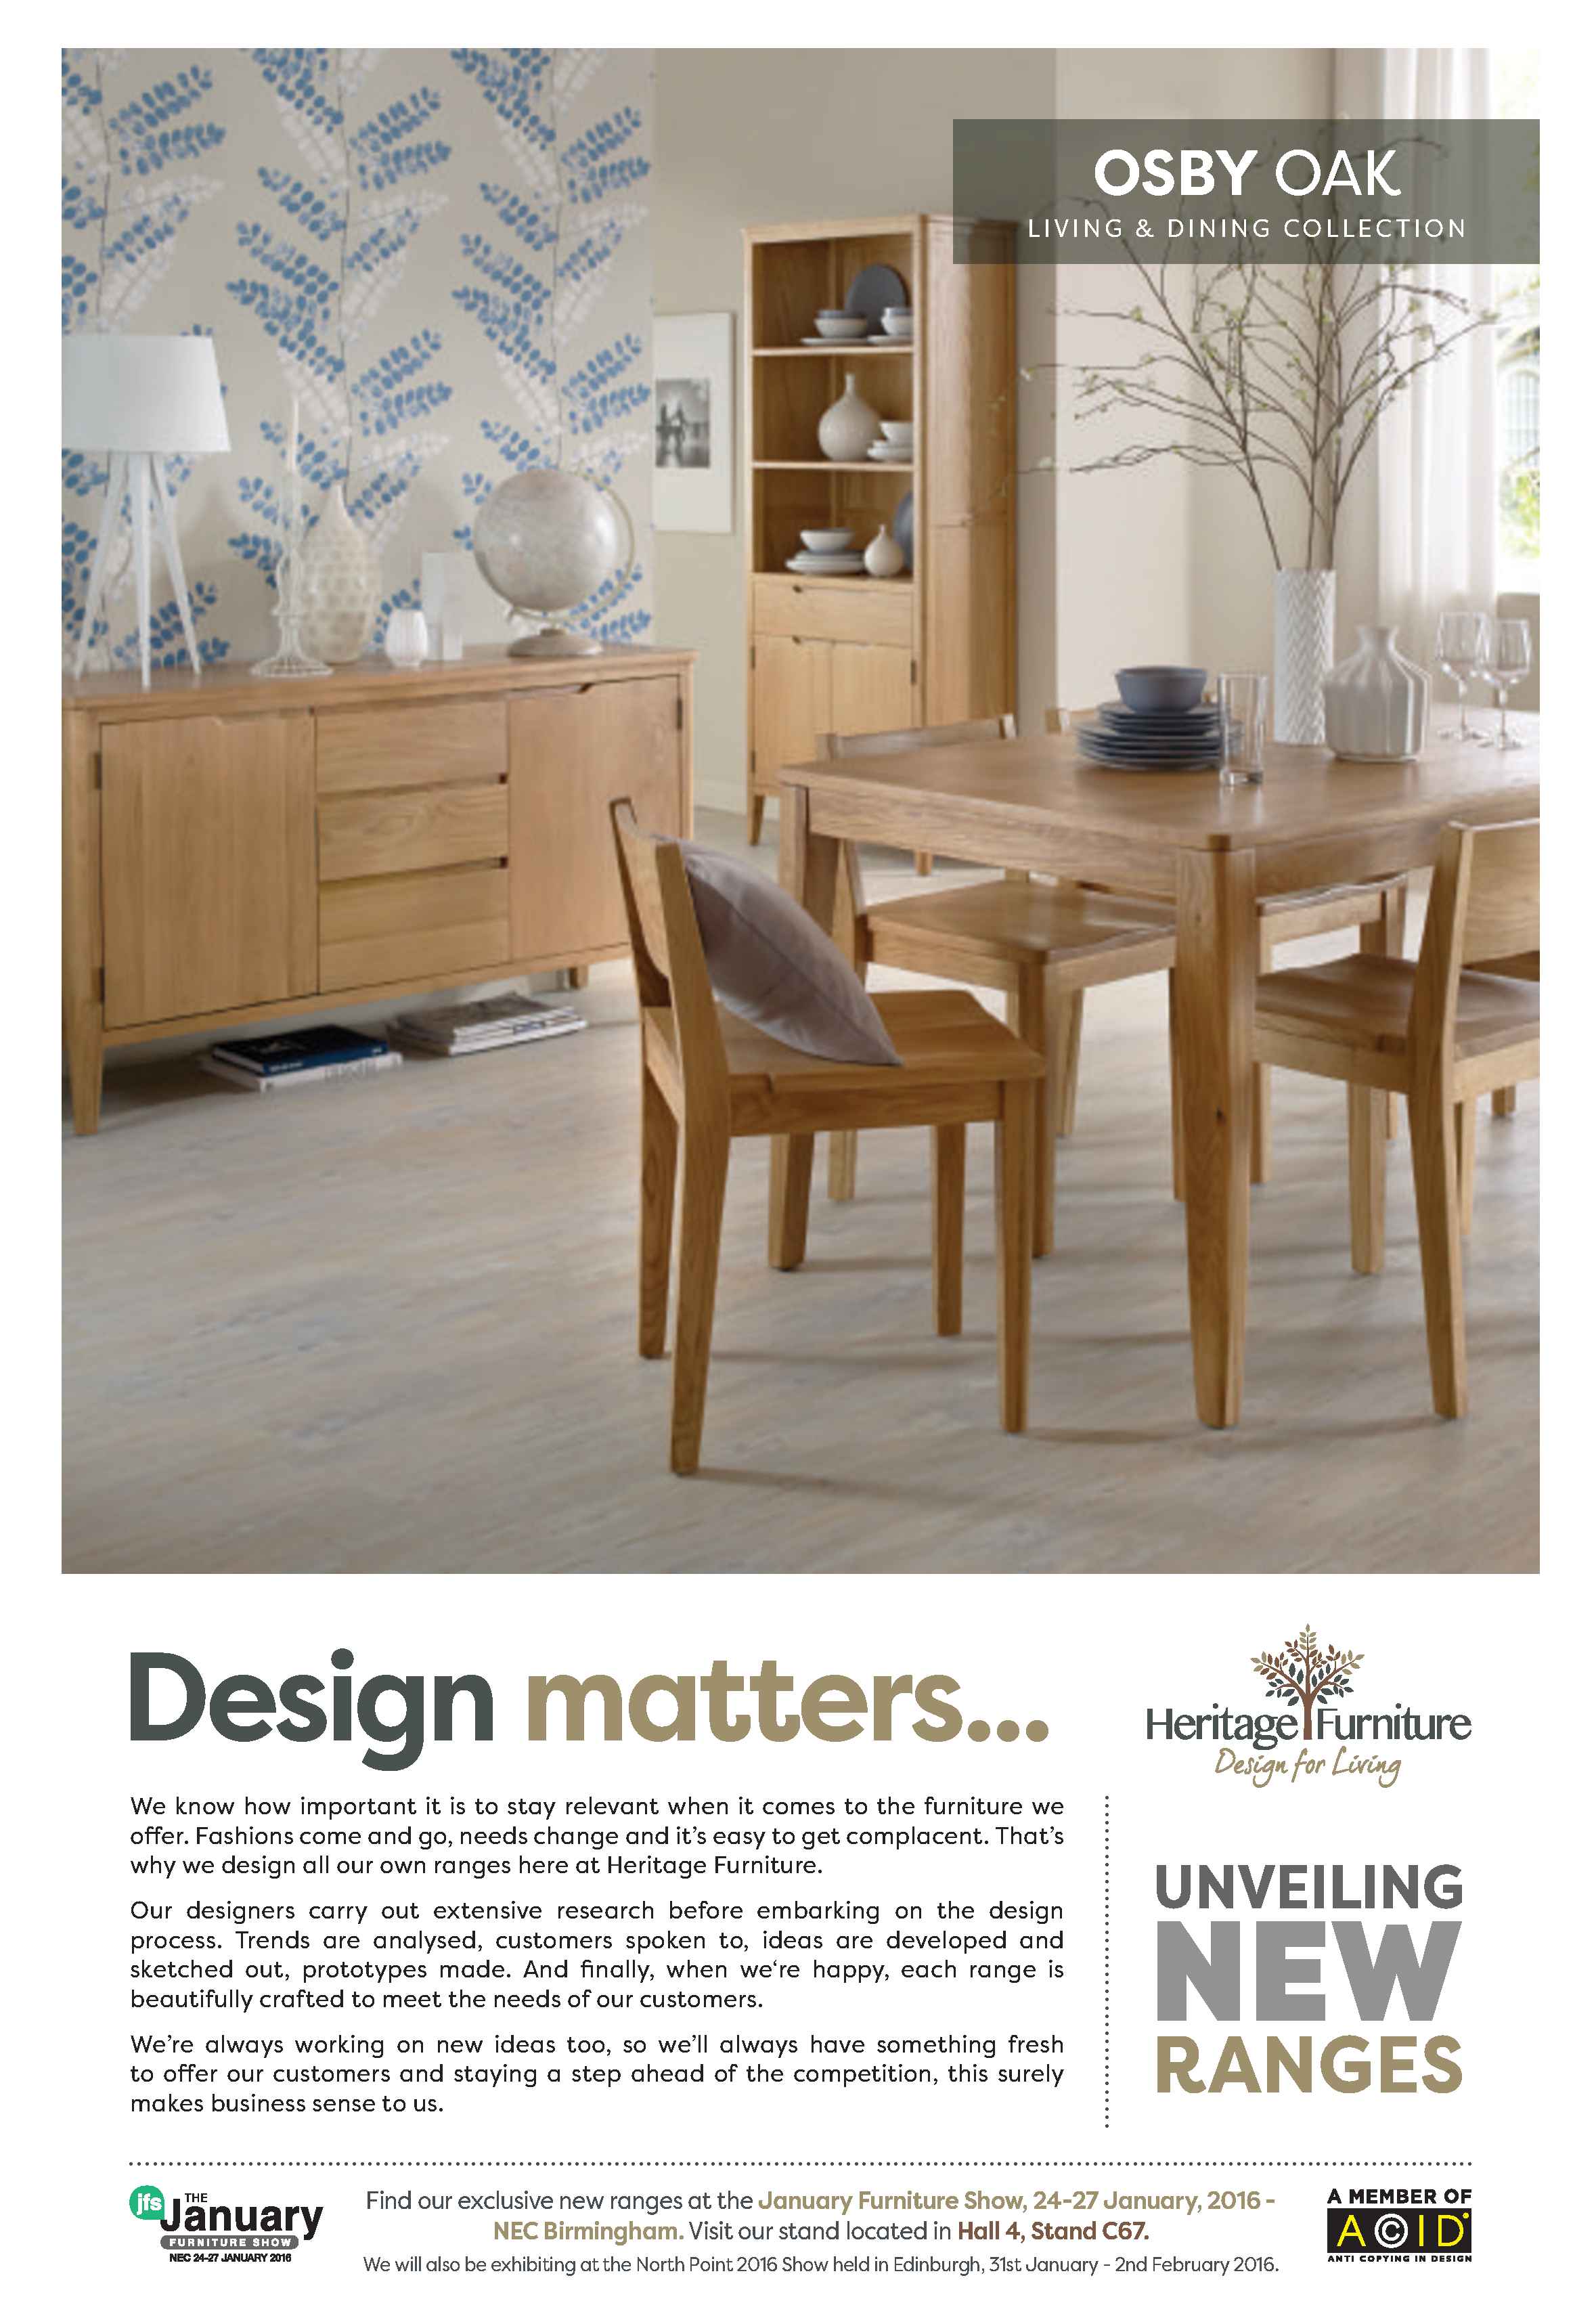 OSBY OAK
LIVING & DINING COLLECTION
Design matters...
We know how important it is to stay relevant when it comes to the furniture we
offer. Fashions come and go, needs change and it's easy to get complacent. That's
why we design all our own ranges here at Heritage Furniture.
Our designers carry out extensive research before embarking on the design
process. Trends are analysed, customers spoken to, ideas are developed and
sketched out, prototypes made. And finally, when we‘re happy, each range is
beautifully crafted to meet the needs of our customers.
We're always working on new ideas too, so we'll always have something fresh
to offer our customers and staying a step ahead of the competition, this surely
makes business sense to us.
Heritage Furniture
Design for Living
UNVEILING
NEW
RANGES
jfs THE
January
FURNITURE SHOW
NEC 24-27 JANUARY 2016
Find our exclusive new ranges at the January Furniture Show, 24-27 January, 2016 -
NEC Birmingham. Visit our stand located in Hall 4, Stand C67.
We will also be exhibiting at the North Point 2016 Show held in Edinburgh, 31st January - 2nd February 2016.
A MEMBER OF
A©ID
ANTI COPYING IN DESIGN